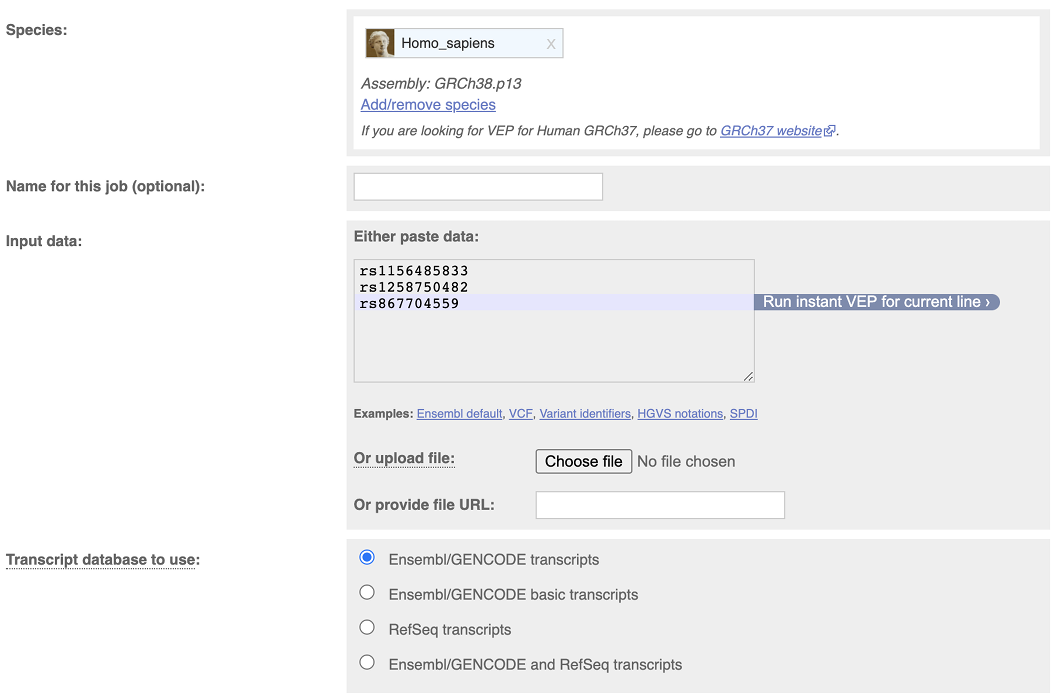 Species:
Homo_sapiens X
Assembly: GRCh38.p13
Add/remove species
If you are looking for VEP for Human GRCh37, please go to GRCh37 website.
Name for this job (optional):
Input data:
Either paste data:
rs1156485833
rs1258750482
rs867704559
Run instant VEP for current line ›
Examples: Ensembl default, VCF, Variant identifiers, HGVS notations, SPDI
Or upload file:
Choose file No file chosen
Or provide file URL:
Transcript database to use:
Ensembl/GENCODE transcripts
Ensembl/GENCODE basic transcripts
RefSeq transcripts
Ensembl/GENCODE and RefSeq transcripts